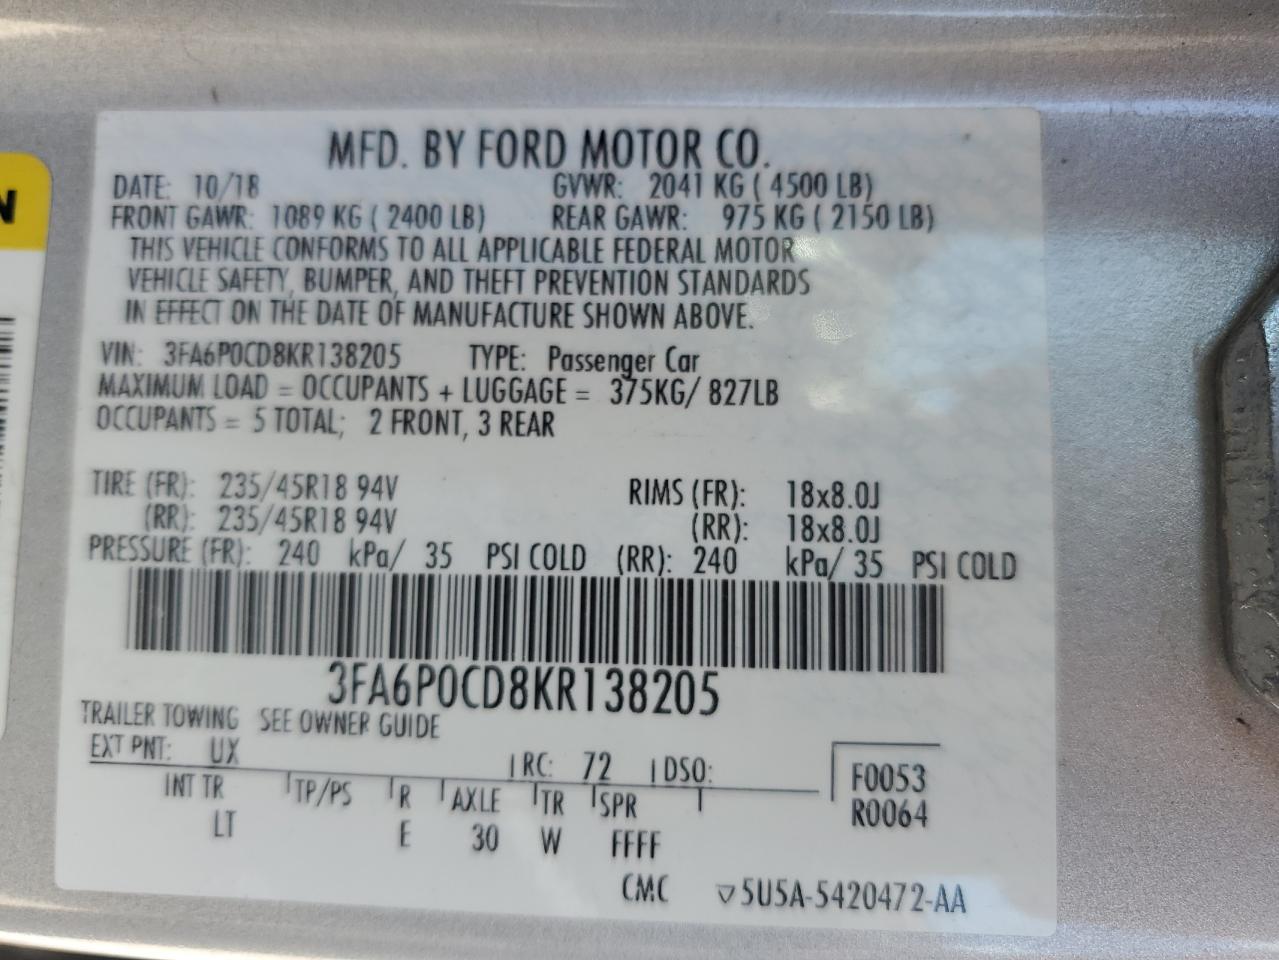 MFD. BY FORD MOTOR CO.
DATE: 10/18 GVWR: 2041 KG ( 4500 LB)
FRONT GAWR: 1089 KG ( 2400 LB) REAR GAWR: 975 KG ( 2150 LB)
THIS VEHICLE CONFORMS TO ALL APPLICABLE FEDERAL MOTOR
VEHICLE SAFETY, BUMPER, AND THEFT PREVENTION STANDARDS
IN EFFECT ON THE DATE OF MANUFACTURE SHOWN ABOVE.
VIN: 3FA6P0CD8KR138205 TYPE: Passenger Car
MAXIMUM LOAD = OCCUPANTS + LUGGAGE = 375KG/ 827LB
OCCUPANTS = 5 TOTAL; 2 FRONT, 3 REAR
TIRE (FR): 235/45R18 94V RIMS (FR): 18x8.0J
(RR): 235/45R18 94V (RR): 18x8.0J
PRESSURE (FR): 240 kPa/ 35 PSI COLD (RR): 240 kPa/ 35 PSI COLD
3FA6P0CD8KR138205
TRAILER TOWING SEE OWNER GUIDE
EXT PNT: UX RC: 72 DSO:
INT TR TP/PS R AXLE TR SPR
LT E 30 W FFFF
F0053
R0064
CMC 5U5A-5420472-AA
N